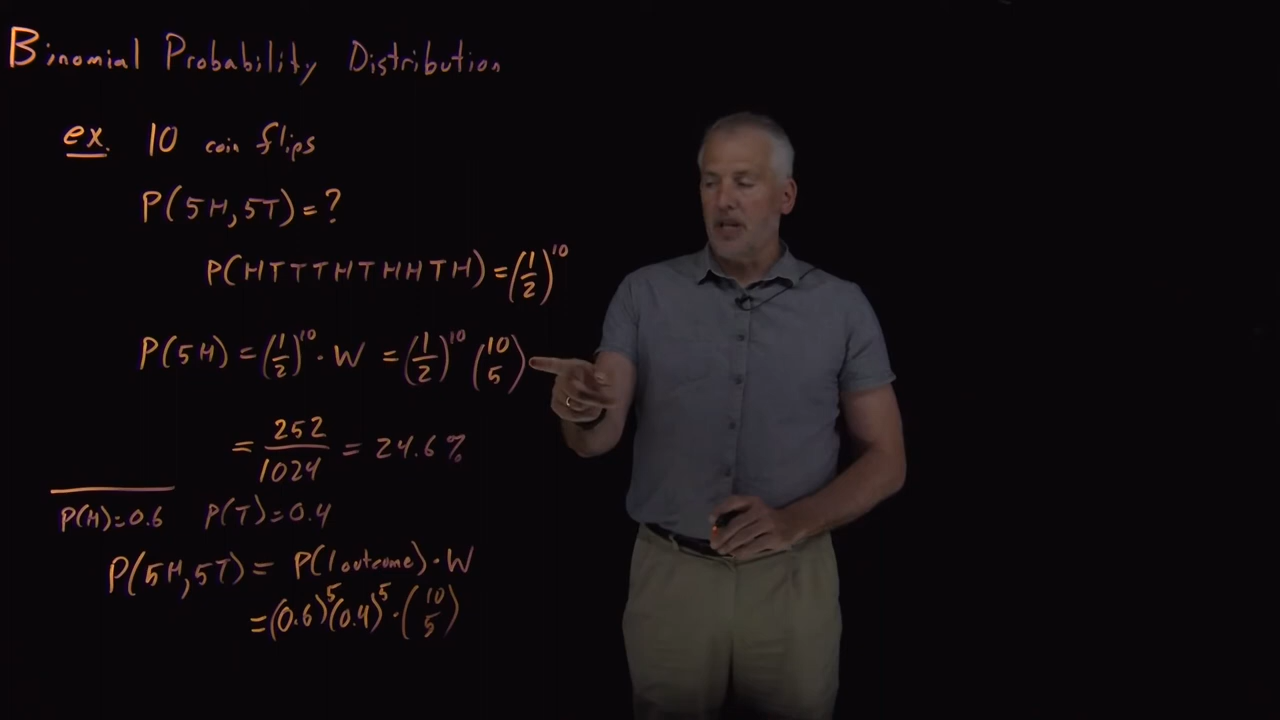 Binomial Probability Distribution
ex. 10 coin flips
P(5H,5T)=?
P(HTTTHTHHTH)=(1/2)^10
P(5H)=(1/2)^10·W=(1/2)^10(10 5)
=252/1024=24.6%
P(H)=0.6 P(T)=0.4
P(5H,5T)=P(1 outcome)·W
=(0.6)^5(0.4)^5·(10 5)